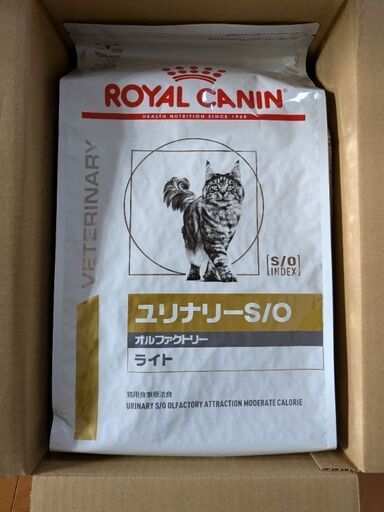 ROYAL CANIN
HEALTH NUTRITION SINCE 1968
VETERINARY
S/O
INDEX
ユリナリーS/O
オルファクトリー
ライト
猫用食事療法食
URINARY S/O OLFACTORY ATTRACTION MODERATE CALORIE